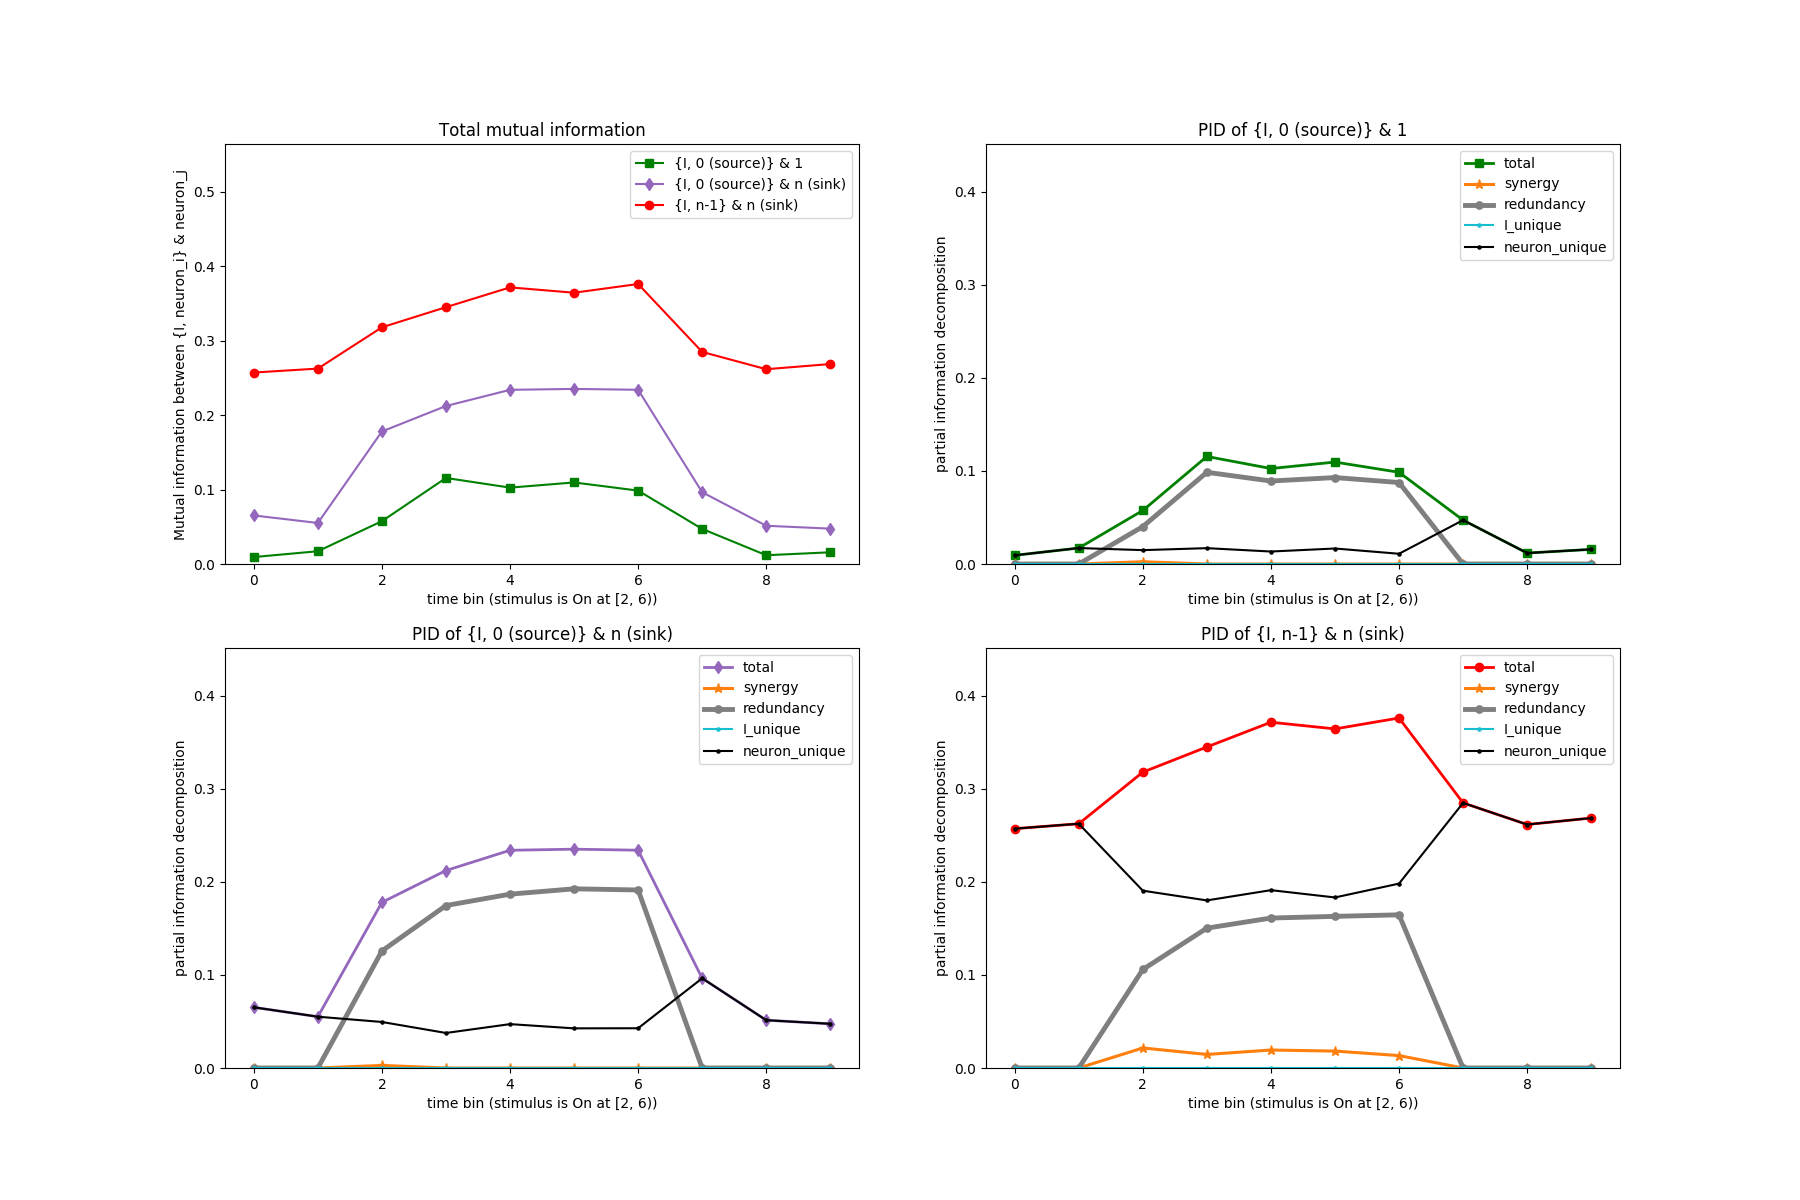 Total mutual information
Mutual information between {I, neuron_i} & neuron_j
0.5
0.4
0.3
0.2
0.1
0.0
{I, 0 (source)} & 1
{I, 0 (source)} & n (sink)
{I, n-1} & n (sink)
0 2 4 6 8
time bin (stimulus is On at [2, 6))
PID of {I, 0 (source)} & 1
partial information decomposition
0.4
0.3
0.2
0.1
0.0
total
synergy
redundancy
I_unique
neuron_unique
0 2 4 6 8
time bin (stimulus is On at [2, 6))
PID of {I, 0 (source)} & n (sink)
partial information decomposition
0.4
0.3
0.2
0.1
0.0
total
synergy
redundancy
I_unique
neuron_unique
0 2 4 6 8
time bin (stimulus is On at [2, 6))
PID of {I, n-1} & n (sink)
partial information decomposition
0.4
0.3
0.2
0.1
0.0
total
synergy
redundancy
I_unique
neuron_unique
0 2 4 6 8
time bin (stimulus is On at [2, 6))